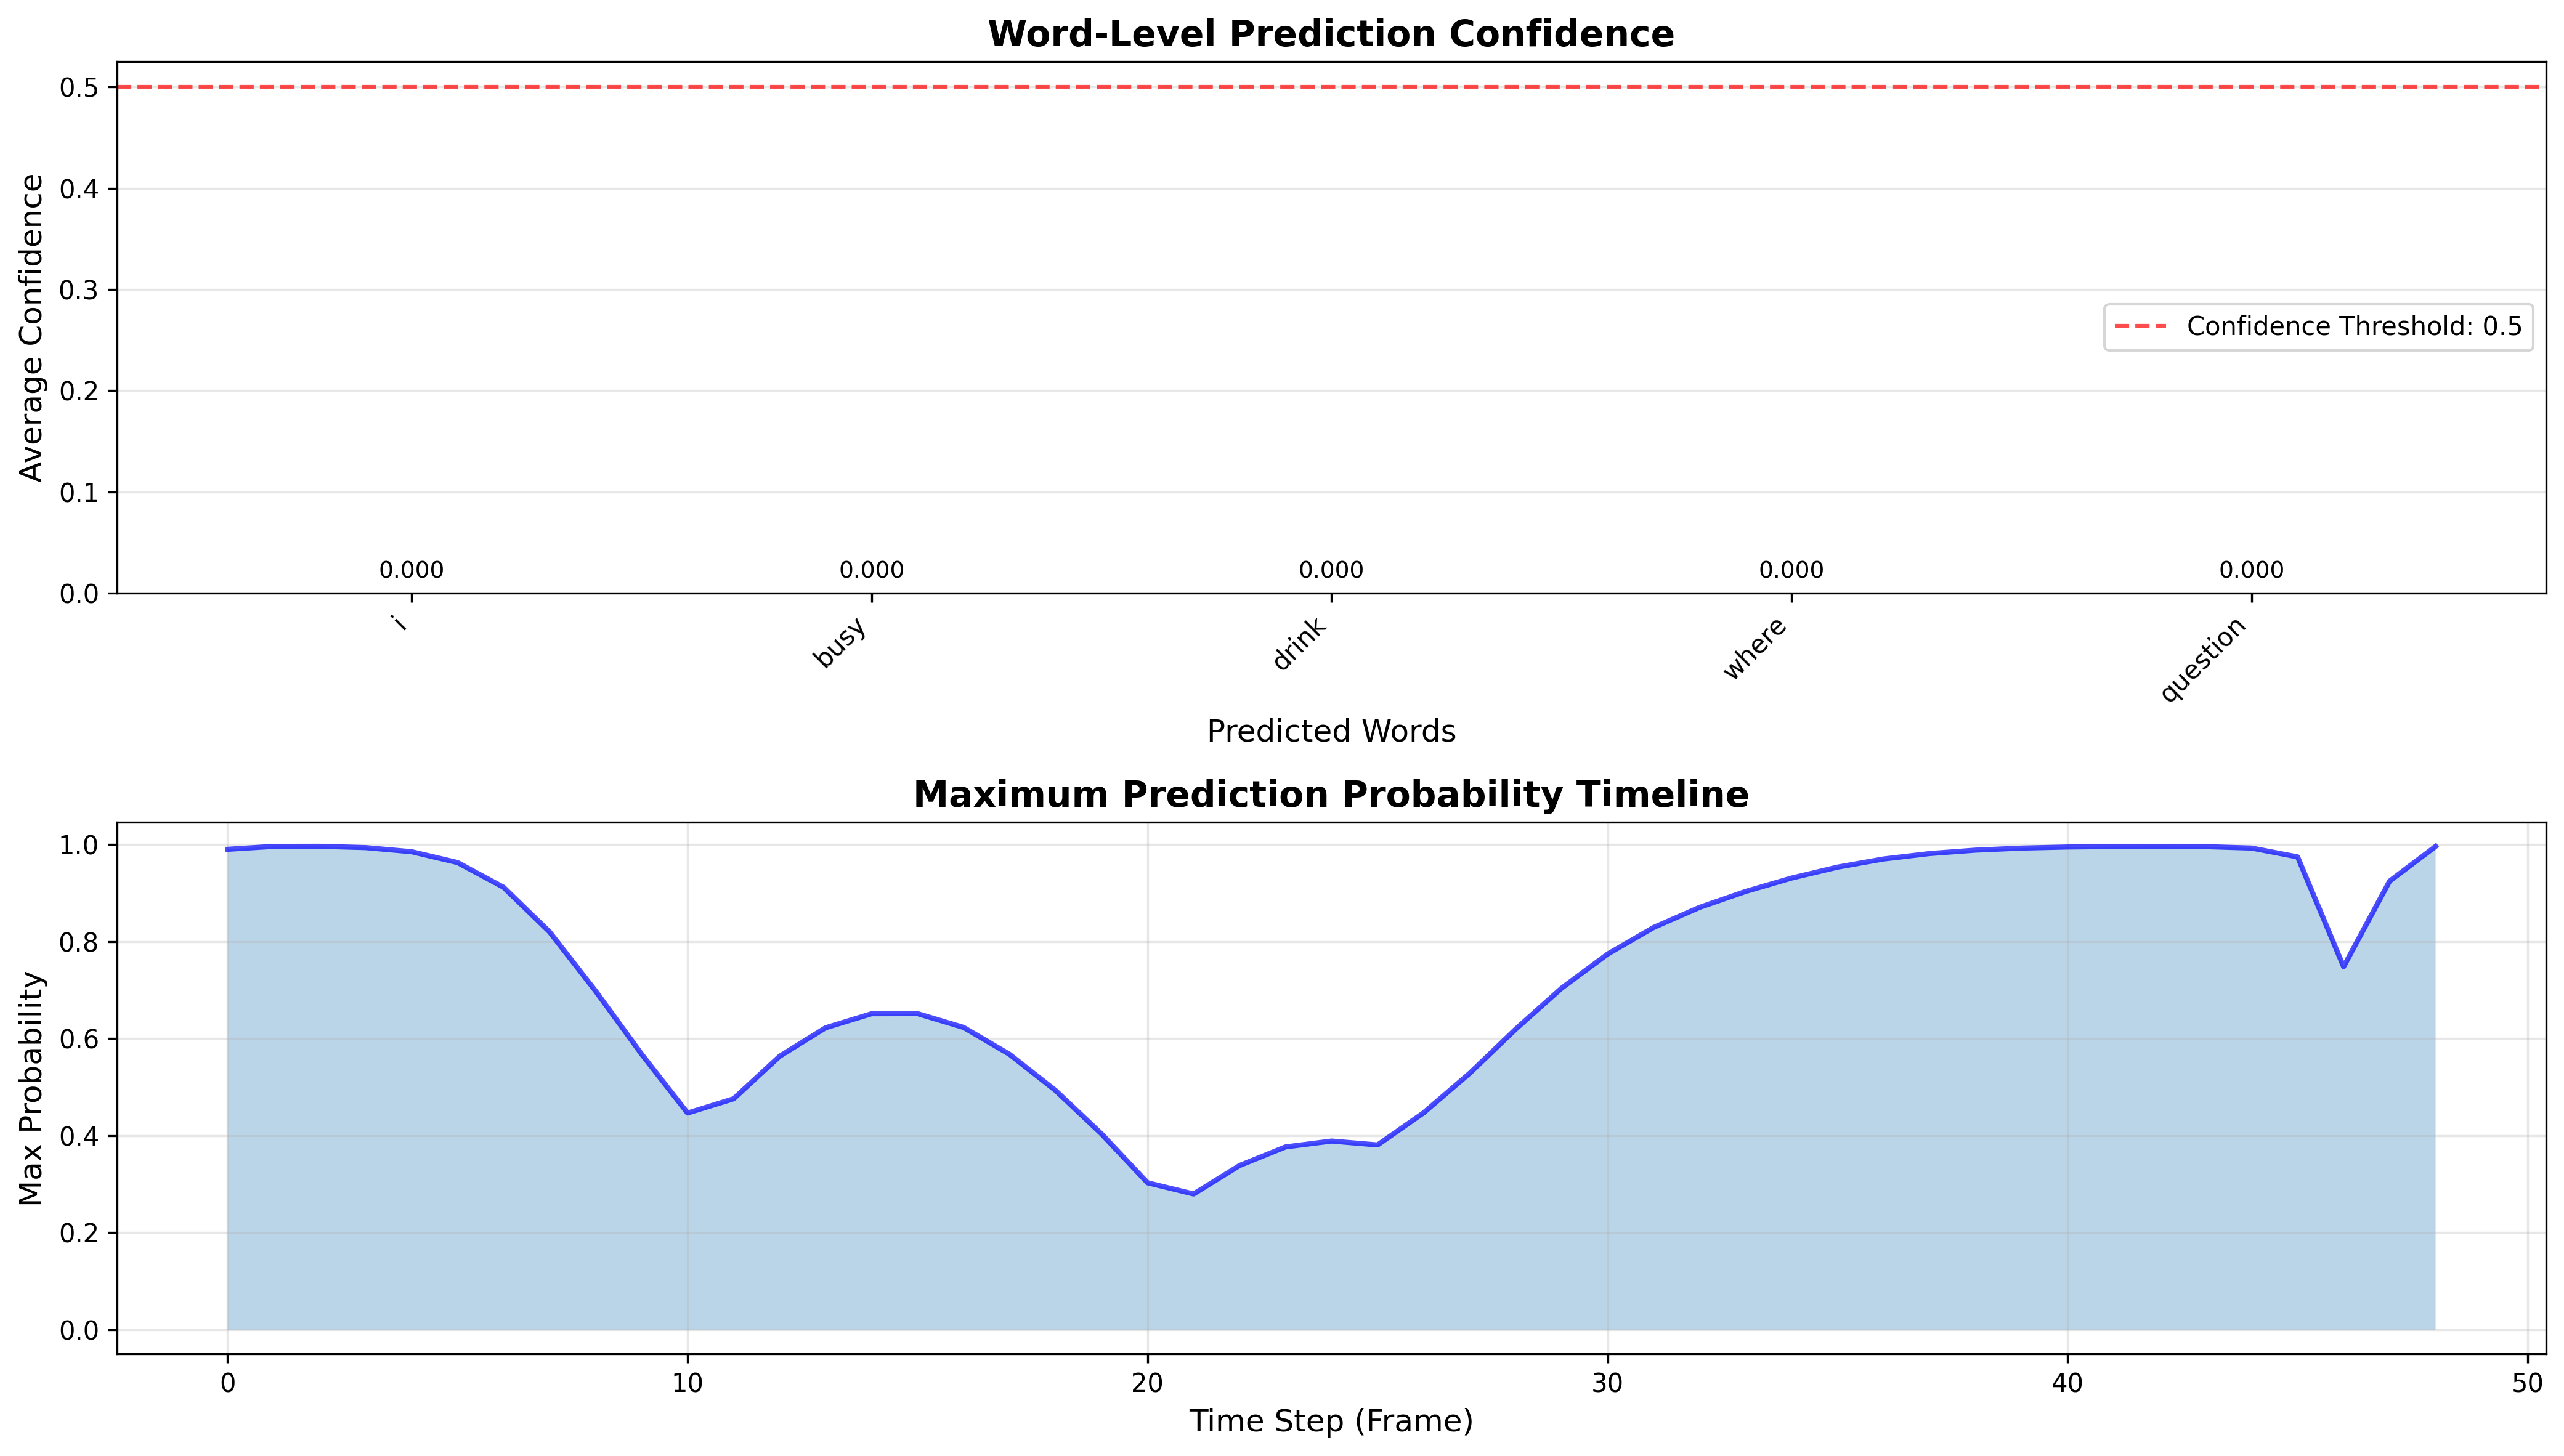 Word-Level Prediction Confidence
0.5
0.4
0.3
0.2
0.1
0.0
Average Confidence
Confidence Threshold: 0.5
0.000 0.000 0.000 0.000 0.000
i busy drink where question
Predicted Words
Maximum Prediction Probability Timeline
1.0
0.8
0.6
0.4
0.2
0.0
Max Probability
0 10 20 30 40 50
Time Step (Frame)